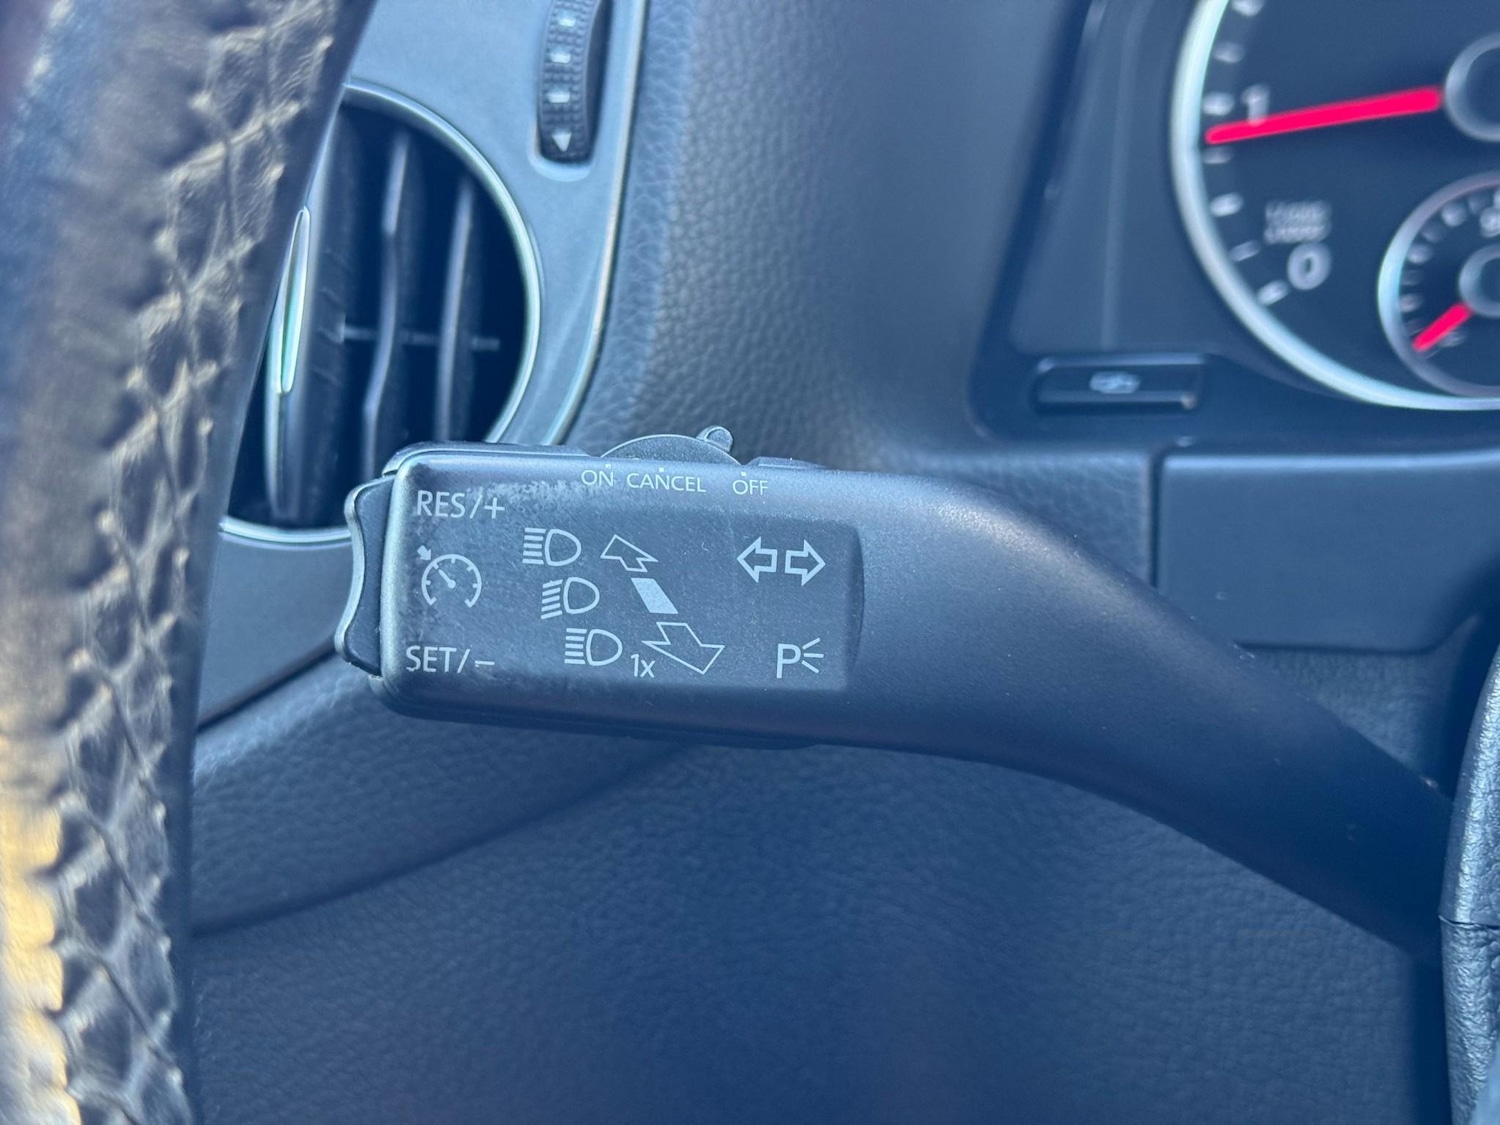 1
0
ON CANCEL OFF
RES/+
SET/-
1x
P